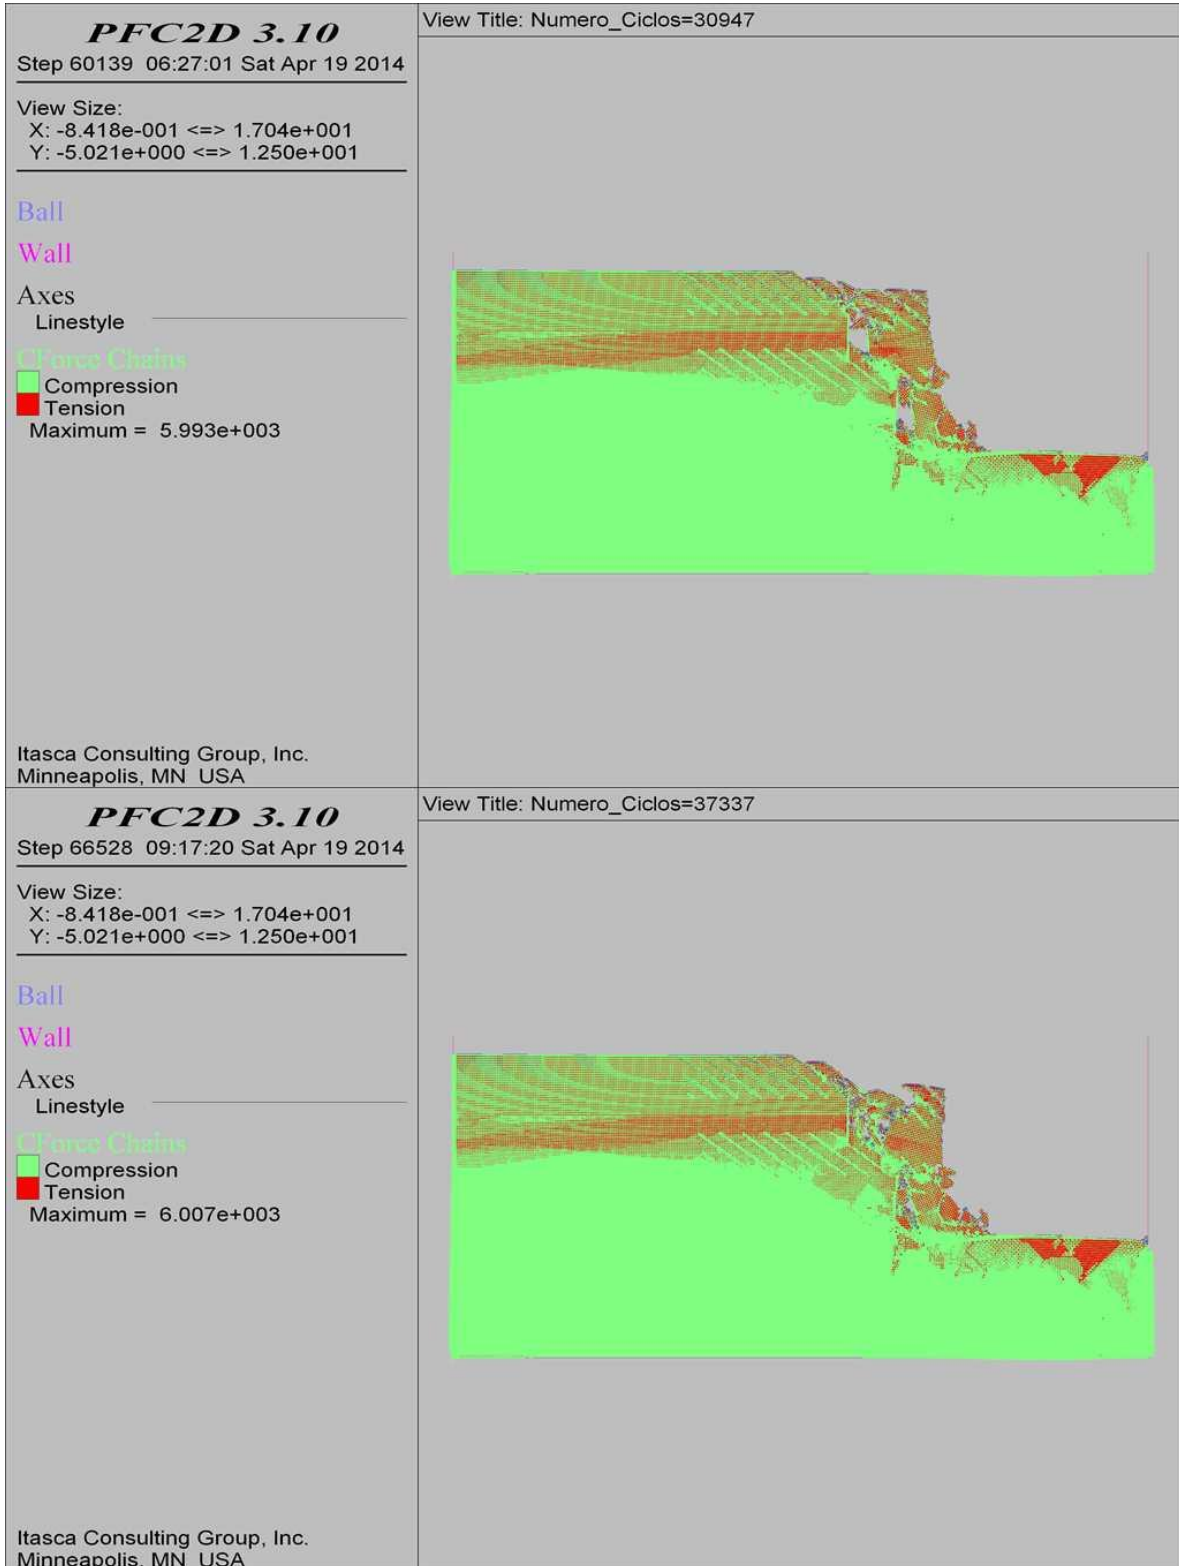 PFC2D 3.10
Step 60139 06:27:01 Sat Apr 19 2014
View Size:
X: -8.418e-001 <=> 1.704e+001
Y: -5.021e+000 <=> 1.250e+001
Ball
Wall
Axes
Linestyle
CForce Chains
Compression
Tension
Maximum = 5.993e+003
Itasca Consulting Group, Inc.
Minneapolis, MN USA
View Title: Numero_Ciclos=30947
PFC2D 3.10
Step 66528 09:17:20 Sat Apr 19 2014
View Size:
X: -8.418e-001 <=> 1.704e+001
Y: -5.021e+000 <=> 1.250e+001
Ball
Wall
Axes
Linestyle
CForce Chains
Compression
Tension
Maximum = 6.007e+003
Itasca Consulting Group, Inc.
Minneapolis, MN USA
View Title: Numero_Ciclos=37337